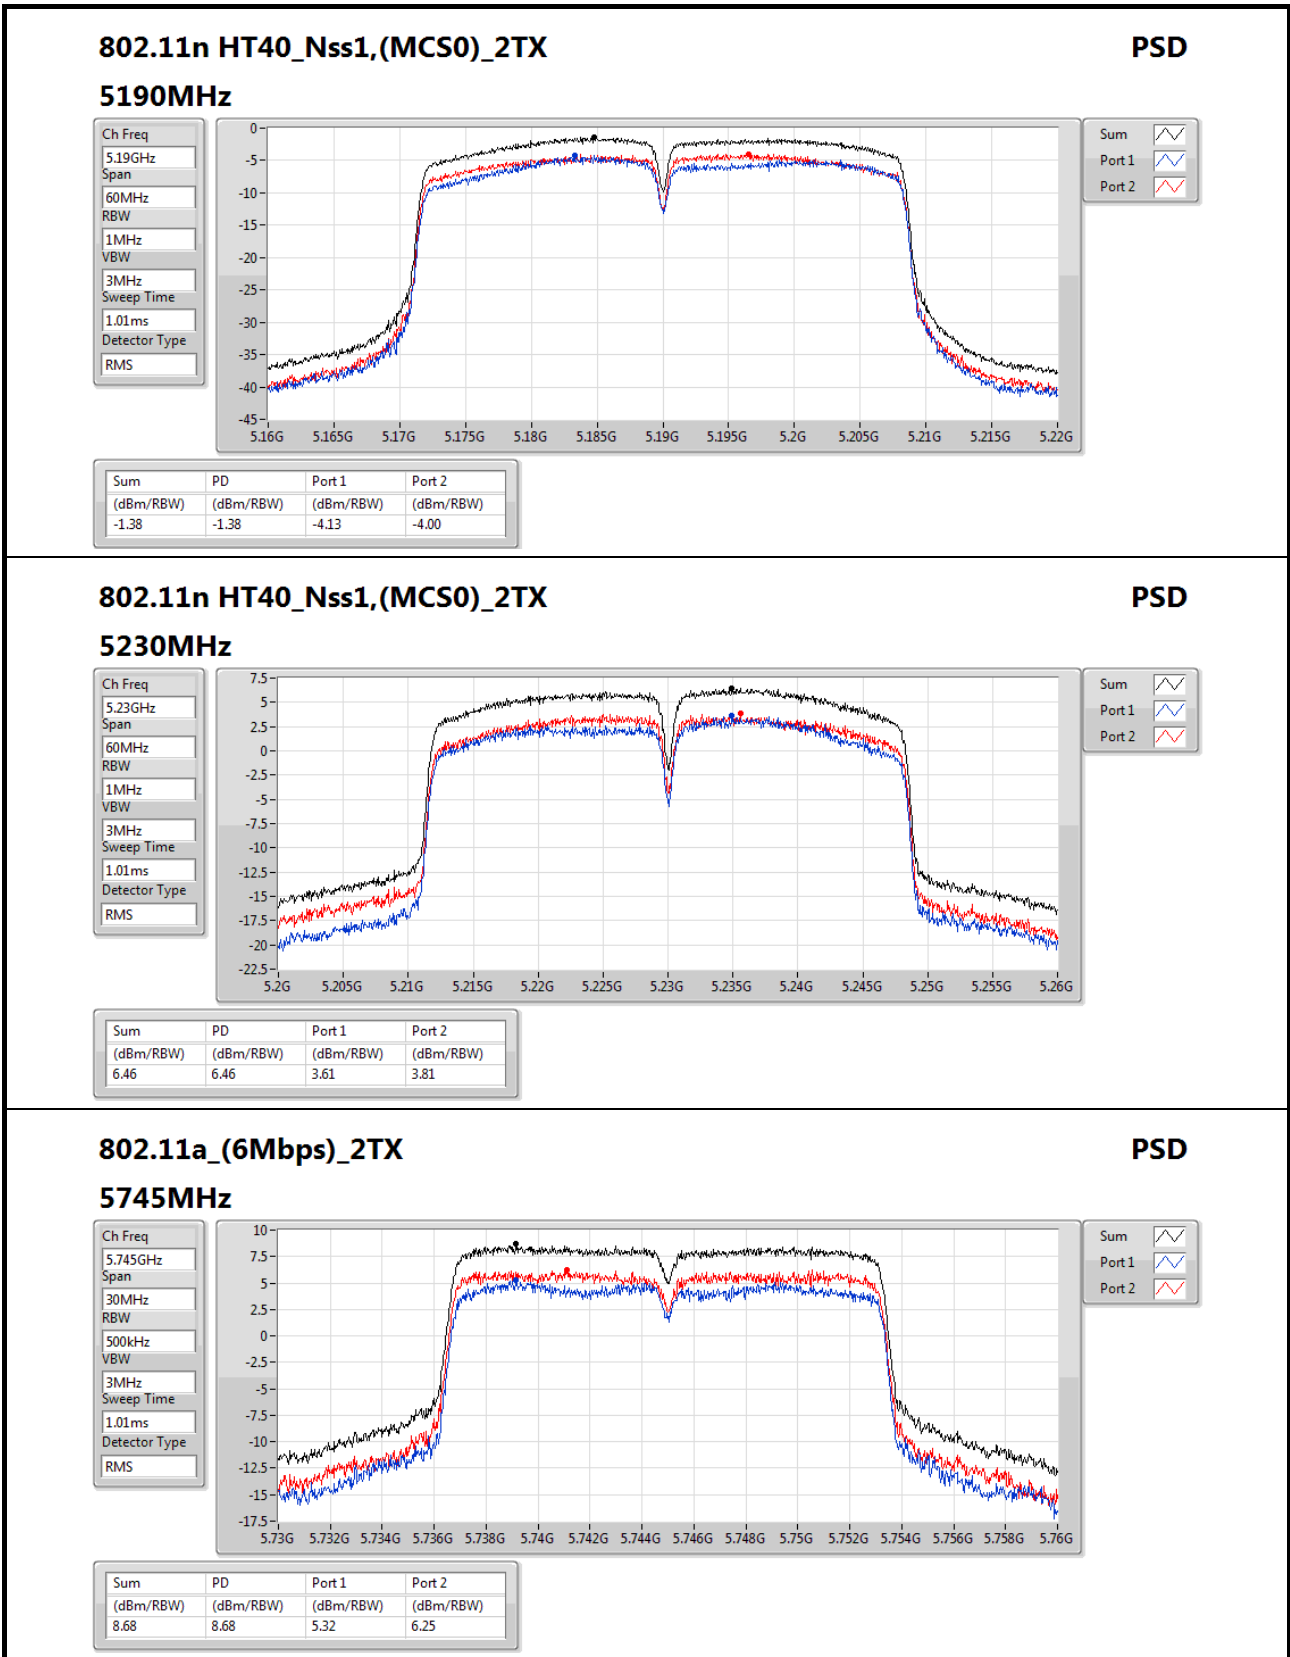 802.11n HT40_Nss1,(MCS0)_2TX PSD
5190MHz
Ch Freq
5.19GHz
Span
60MHz
RBW
1MHz
VBW
3MHz
Sweep Time
1.01ms
Detector Type
RMS
0
-5
-10
-15
-20
-25
-30
-35
-40
-45
5.16G 5.165G 5.17G 5.175G 5.18G 5.185G 5.19G 5.195G 5.2G 5.205G 5.21G 5.215G 5.22G
Sum
Port 1
Port 2
Sum PD Port 1 Port 2
(dBm/RBW) (dBm/RBW) (dBm/RBW) (dBm/RBW)
-1.38 -1.38 -4.13 -4.00
802.11n HT40_Nss1,(MCS0)_2TX PSD
5230MHz
Ch Freq
5.23GHz
Span
60MHz
RBW
1MHz
VBW
3MHz
Sweep Time
1.01ms
Detector Type
RMS
7.5
5
2.5
0
-2.5
-5
-7.5
-10
-12.5
-15
-17.5
-20
-22.5
5.2G 5.205G 5.21G 5.215G 5.22G 5.225G 5.23G 5.235G 5.24G 5.245G 5.25G 5.255G 5.26G
Sum
Port 1
Port 2
Sum PD Port 1 Port 2
(dBm/RBW) (dBm/RBW) (dBm/RBW) (dBm/RBW)
6.46 6.46 3.61 3.81
802.11a_(6Mbps)_2TX PSD
5745MHz
Ch Freq
5.745GHz
Span
30MHz
RBW
500kHz
VBW
3MHz
Sweep Time
1.01ms
Detector Type
RMS
10
7.5
5
2.5
0
-2.5
-5
-7.5
-10
-12.5
-15
-17.5
5.73G 5.732G 5.734G 5.736G 5.738G 5.74G 5.742G 5.744G 5.746G 5.748G 5.75G 5.752G 5.754G 5.756G 5.758G 5.76G
Sum
Port 1
Port 2
Sum PD Port 1 Port 2
(dBm/RBW) (dBm/RBW) (dBm/RBW) (dBm/RBW)
8.68 8.68 5.32 6.25